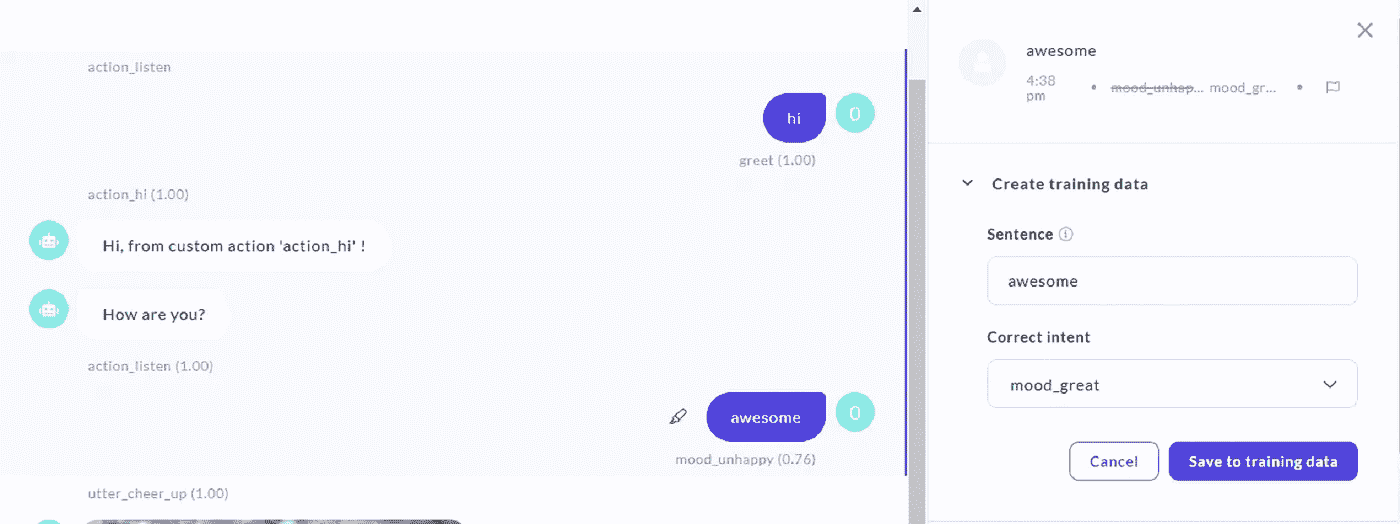 action_listen
hi
0
greet (1.00)
action_hi (1.00)
Hi, from custom action 'action_hi' !
How are you?
action_listen (1.00)
awesome
0
mood_unhappy (0.76)
utter_cheer_up (1.00)
awesome
4:38
pm
• mood_unhap... mood_gr... •
Create training data
Sentence
awesome
Correct intent
mood_great
Cancel
Save to training data